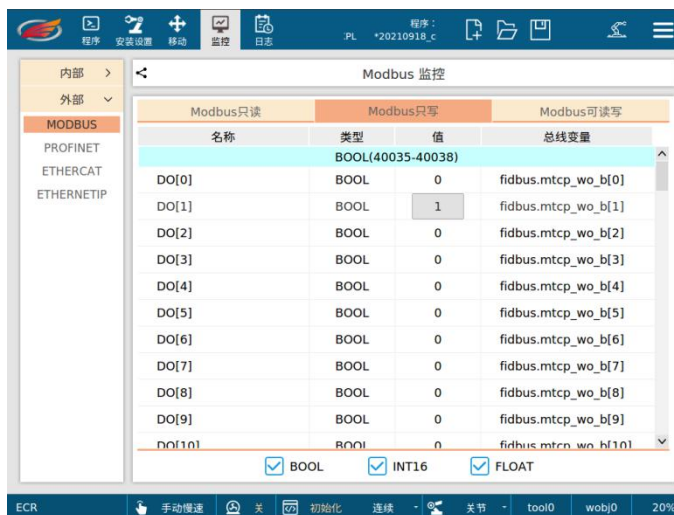 程序 安装设置 移动 监控 日志 :PL 程序： *20210918_c
内部 >
外部
MODBUS
PROFINET
ETHERCAT
ETHERNETIP
Modbus 监控
Modbus只读 Modbus只写 Modbus可读写
名称 类型 值 总线变量
BOOL(40035-40038)
DO[0] BOOL 0 fidbus.mtcp_wo_b[0]
DO[1] BOOL 1 fidbus.mtcp_wo_b[1]
DO[2] BOOL 0 fidbus.mtcp_wo_b[2]
DO[3] BOOL 0 fidbus.mtcp_wo_b[3]
DO[4] BOOL 0 fidbus.mtcp_wo_b[4]
DO[5] BOOL 0 fidbus.mtcp_wo_b[5]
DO[6] BOOL 0 fidbus.mtcp_wo_b[6]
DO[7] BOOL 0 fidbus.mtcp_wo_b[7]
DO[8] BOOL 0 fidbus.mtcp_wo_b[8]
DO[9] BOOL 0 fidbus.mtcp_wo_b[9]
DO[10] BOOL 0 fidbus.mtcp_wo_b[10]
BOOL INT16 FLOAT
ECR 手动慢速 关 初始化 连续 - 关节 - tool0 wobj0 20%